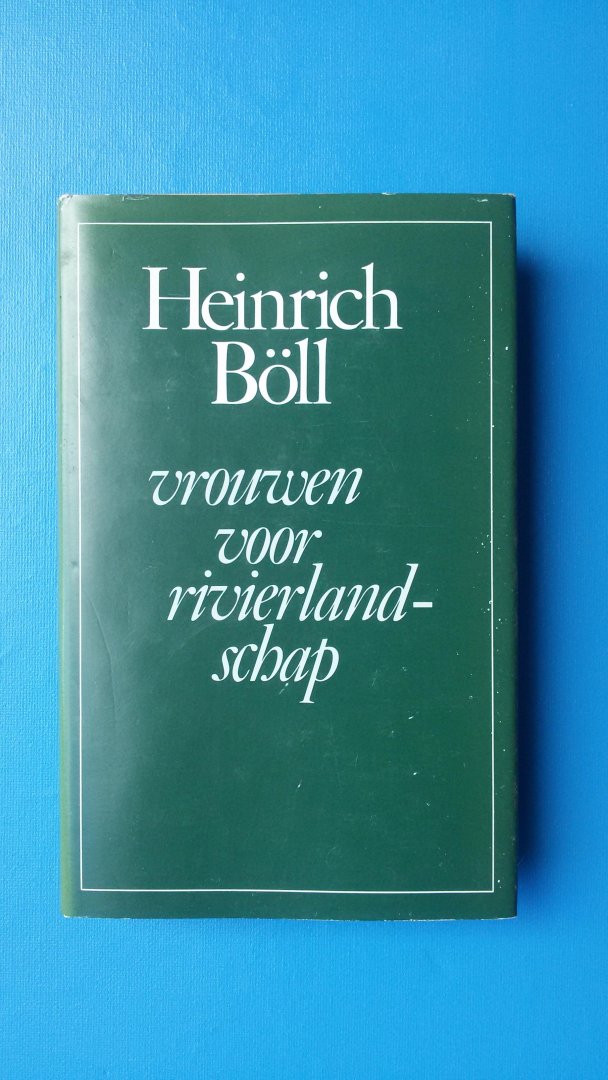 Heinrich
Böll
vrouwen
voor
rivierland-
schap